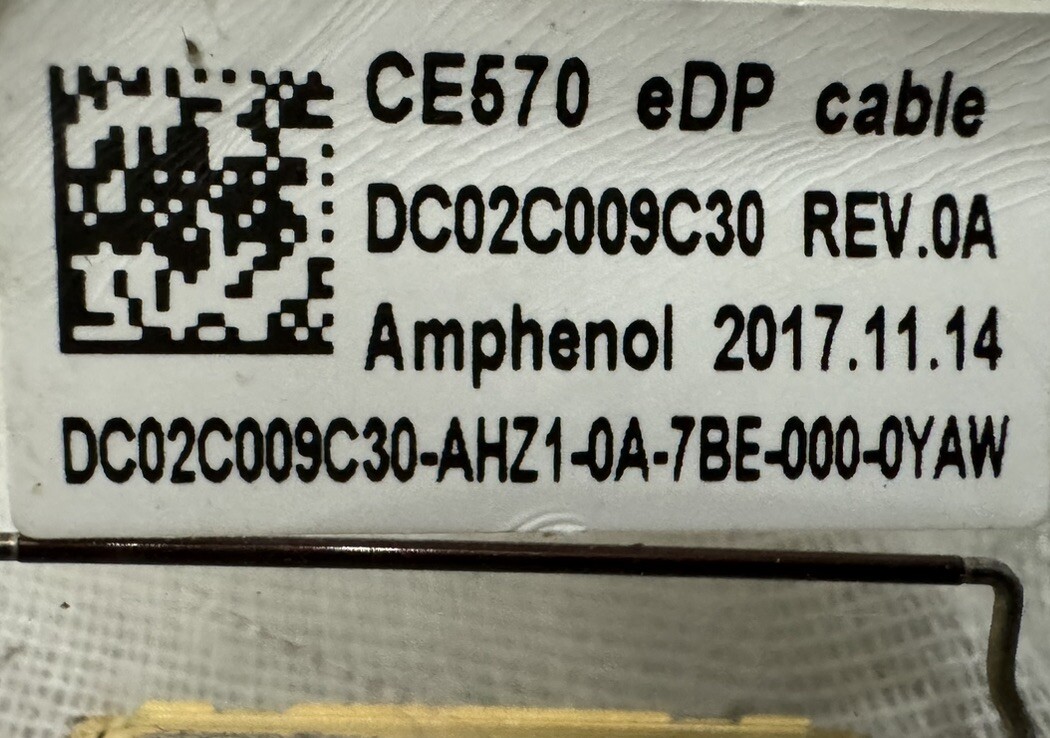 CE570 eDP cable
DC02C009C30 REV.0A
Amphenol 2017.11.14
DC02C009C30-AHZ1-0A-7BE-000-0YAW